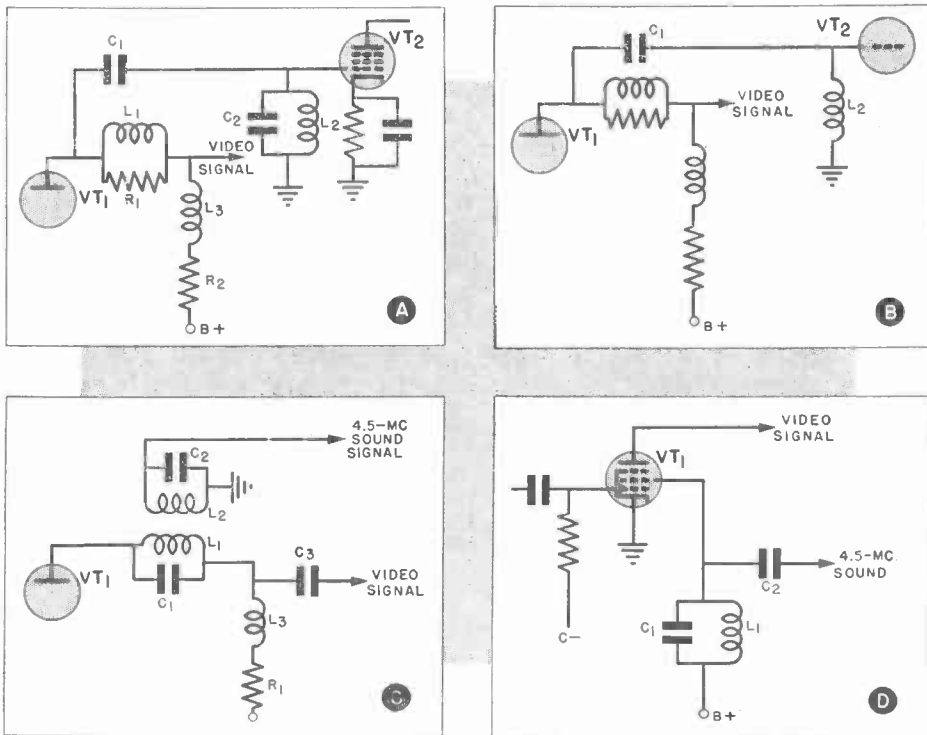 C1
VT2
L1
C2
L2
VIDEO
SIGNAL
VT1
R1
L3
R2
B+
A
C1
VT2
VIDEO
SIGNAL
L2
VT1
B+
B
4.5-MC
SOUND
SIGNAL
C2
L2
L1
VT1
C1
C3
VIDEO
SIGNAL
L3
R1
C
VIDEO
SIGNAL
VT1
4.5-MC
SOUND
C2
C1
L1
C-
B+
D